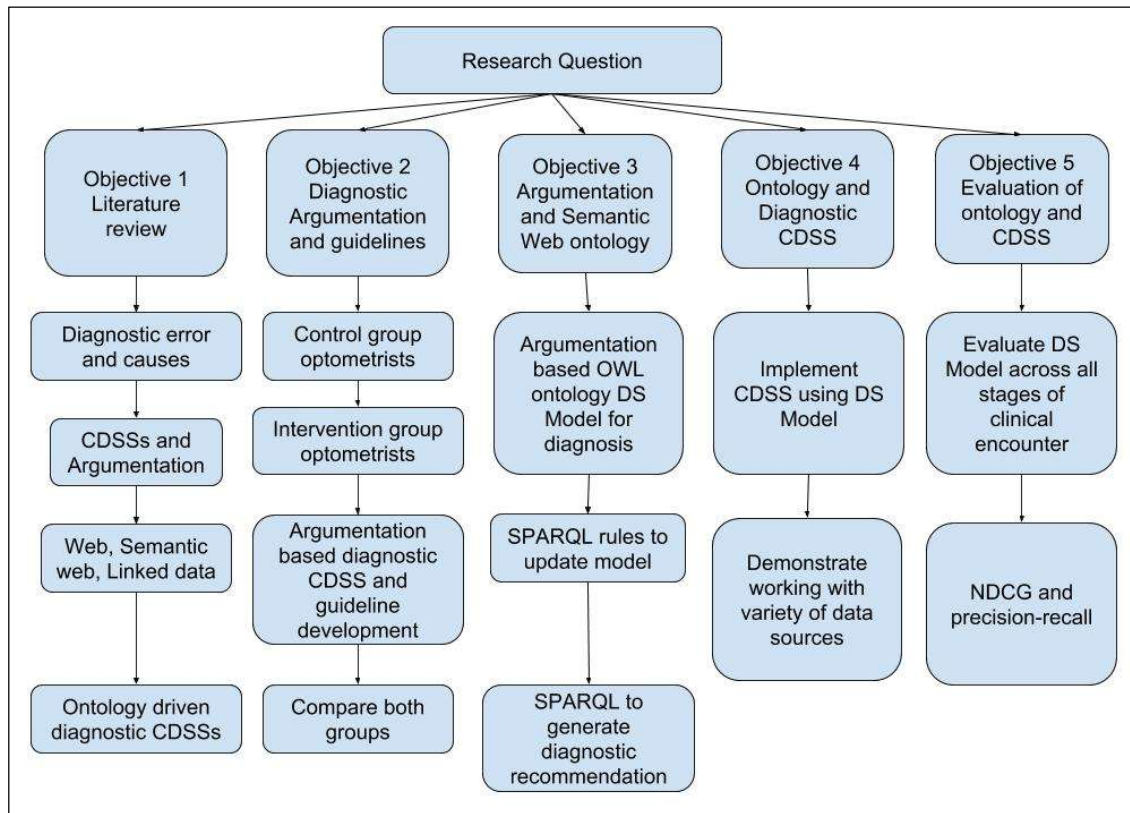 Research Question
Objective 1
Literature
review
Diagnostic error
and causes
CDSSs and
Argumentation
Web, Semantic
web, Linked data
Ontology driven
diagnostic CDSSs
Objective 2
Diagnostic
Argumentation
and guidelines
Control group
optometrists
Intervention group
optometrists
Argumentation
based diagnostic
CDSS and
guideline
development
Compare both
groups
Objective 3
Argumentation
and Semantic
Web ontology
Argumentation
based OWL
ontology DS
Model for
diagnosis
SPARQL rules to
update model
SPARQL to
generate
diagnostic
recommendation
Objective 4
Ontology and
Diagnostic
CDSS
Implement
CDSS using DS
Model
Demonstrate
working with
variety of data
sources
Objective 5
Evaluation of
ontology and
CDSS
Evaluate DS
Model across all
stages of
clinical
encounter
NDCG and
precision-recall